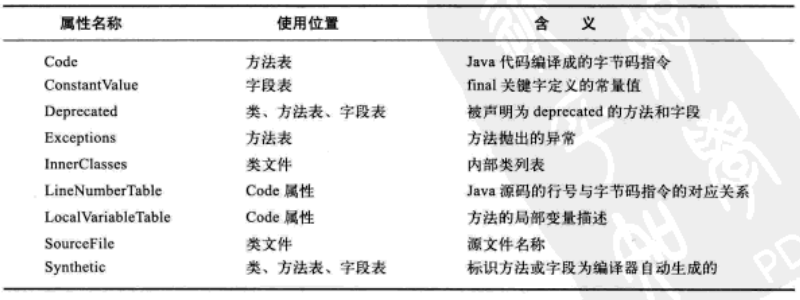 属性名称 使用位置 含 义
Code 方法表 Java 代码编译成的字节码指令
ConstantValue 字段表 final 关键字定义的常量值
Deprecated 类、方法表、字段表 被声明为 deprecated 的方法和字段
Exceptions 方法表 方法抛出的异常
InnerClasses 类文件 内部类列表
LineNumberTable Code 属性 Java 源码的行号与字节码指令的对应关系
LocalVariableTable Code 属性 方法的局部变量描述
SourceFile 类文件 源文件名称
Synthetic 类、方法表、字段表 标识方法或字段为编译器自动生成的
PD